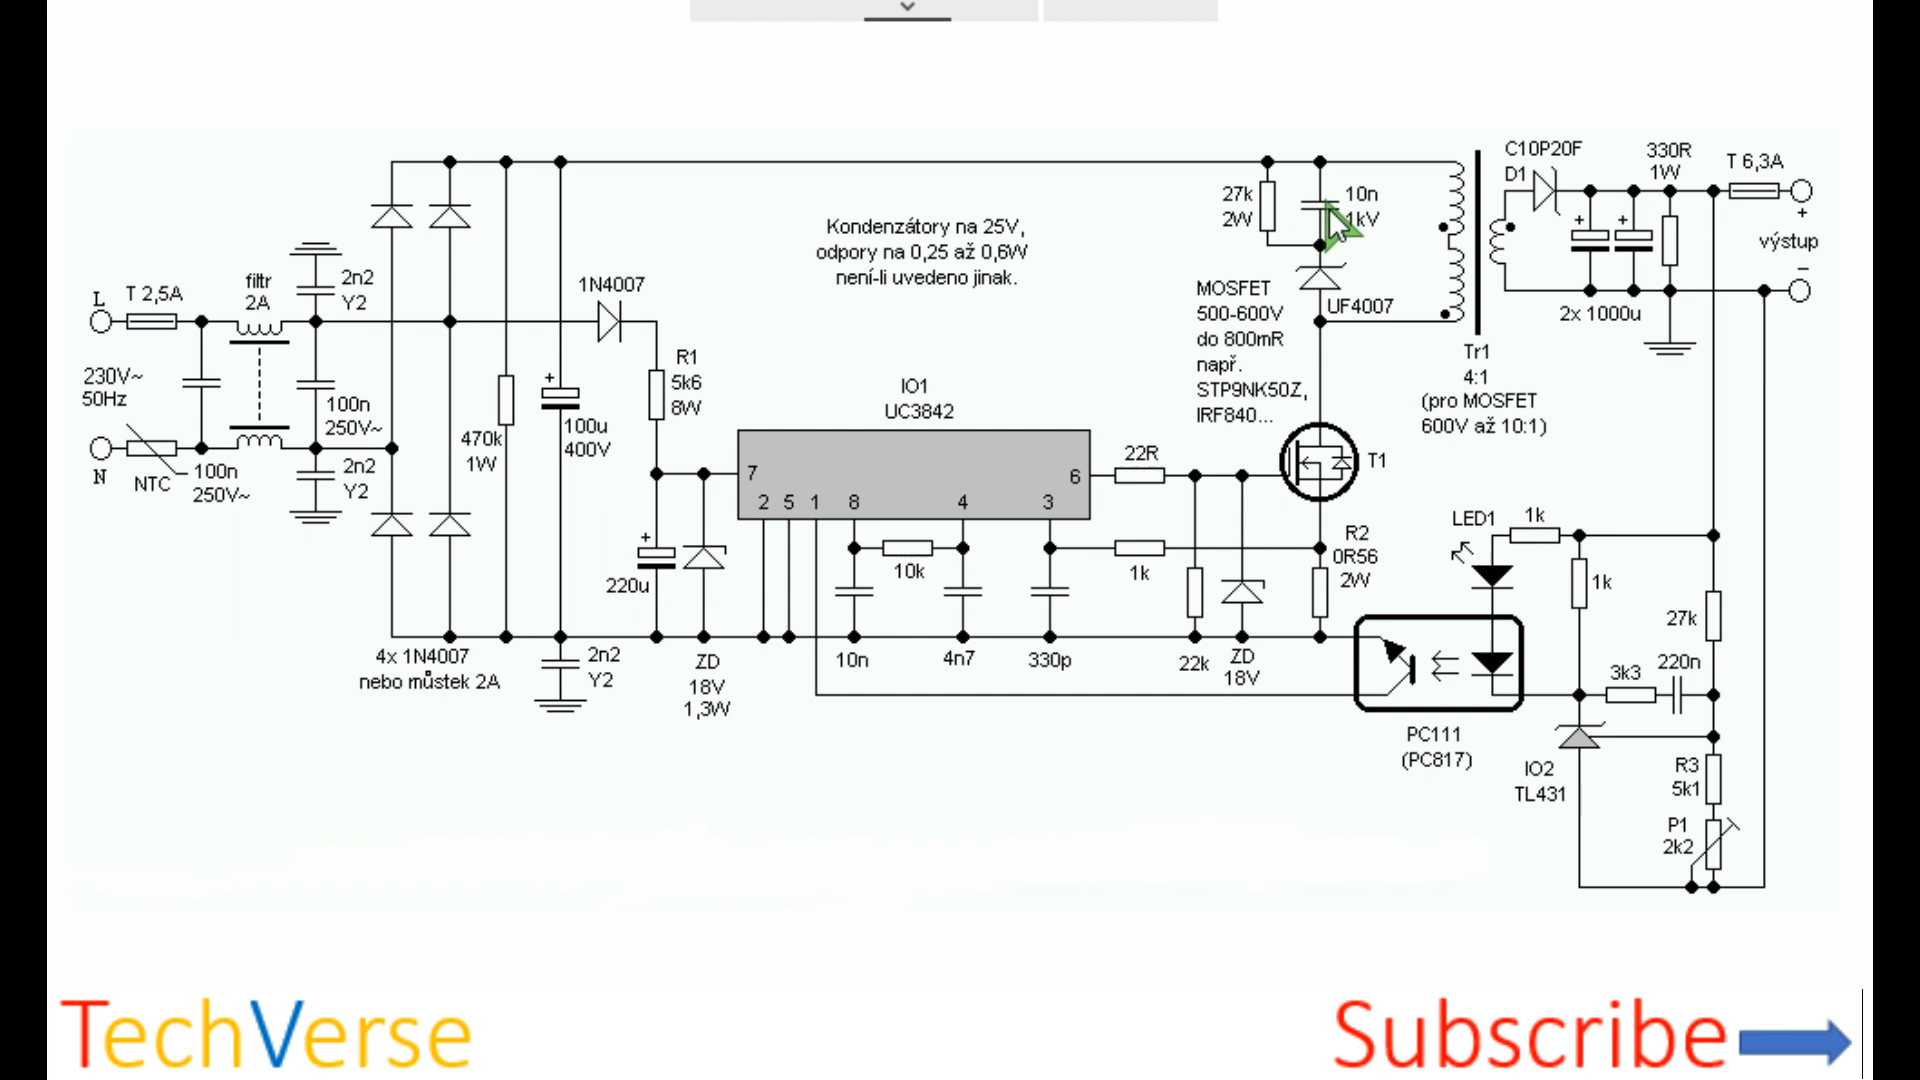 C10P20F
D1
330R
1W
T 6,3A
27k
2W
10n
1kV
+
+
+
výstup
−
2x 1000u
Kondenzátory na 25V,
odpory na 0,25 až 0,6W
není-li uvedeno jinak.
filtr
2A
2n2
Y2
1N4007
L
T 2,5A
MOSFET
500-600V
do 800mR
např.
STP9NK50Z,
IRF840...
UF4007
Tr1
4:1
(pro MOSFET
600V až 10:1)
230V~
50Hz
100n
250V~
R1
5k6
8W
IO1
UC3842
+
100u
400V
470k
1W
N
NTC
100n
250V~
2n2
Y2
7
6
2 5 1 8 4 3
22R
T1
LED1
1k
R2
0R56
2W
+
220u
10k
1k
1k
27k
4x 1N4007
nebo můstek 2A
2n2
Y2
ZD
18V
1,3W
10n
4n7
330p
22k
ZD
18V
3k3
220n
PC111
(PC817)
IO2
TL431
R3
5k1
P1
2k2
TechVerse
Subscribe